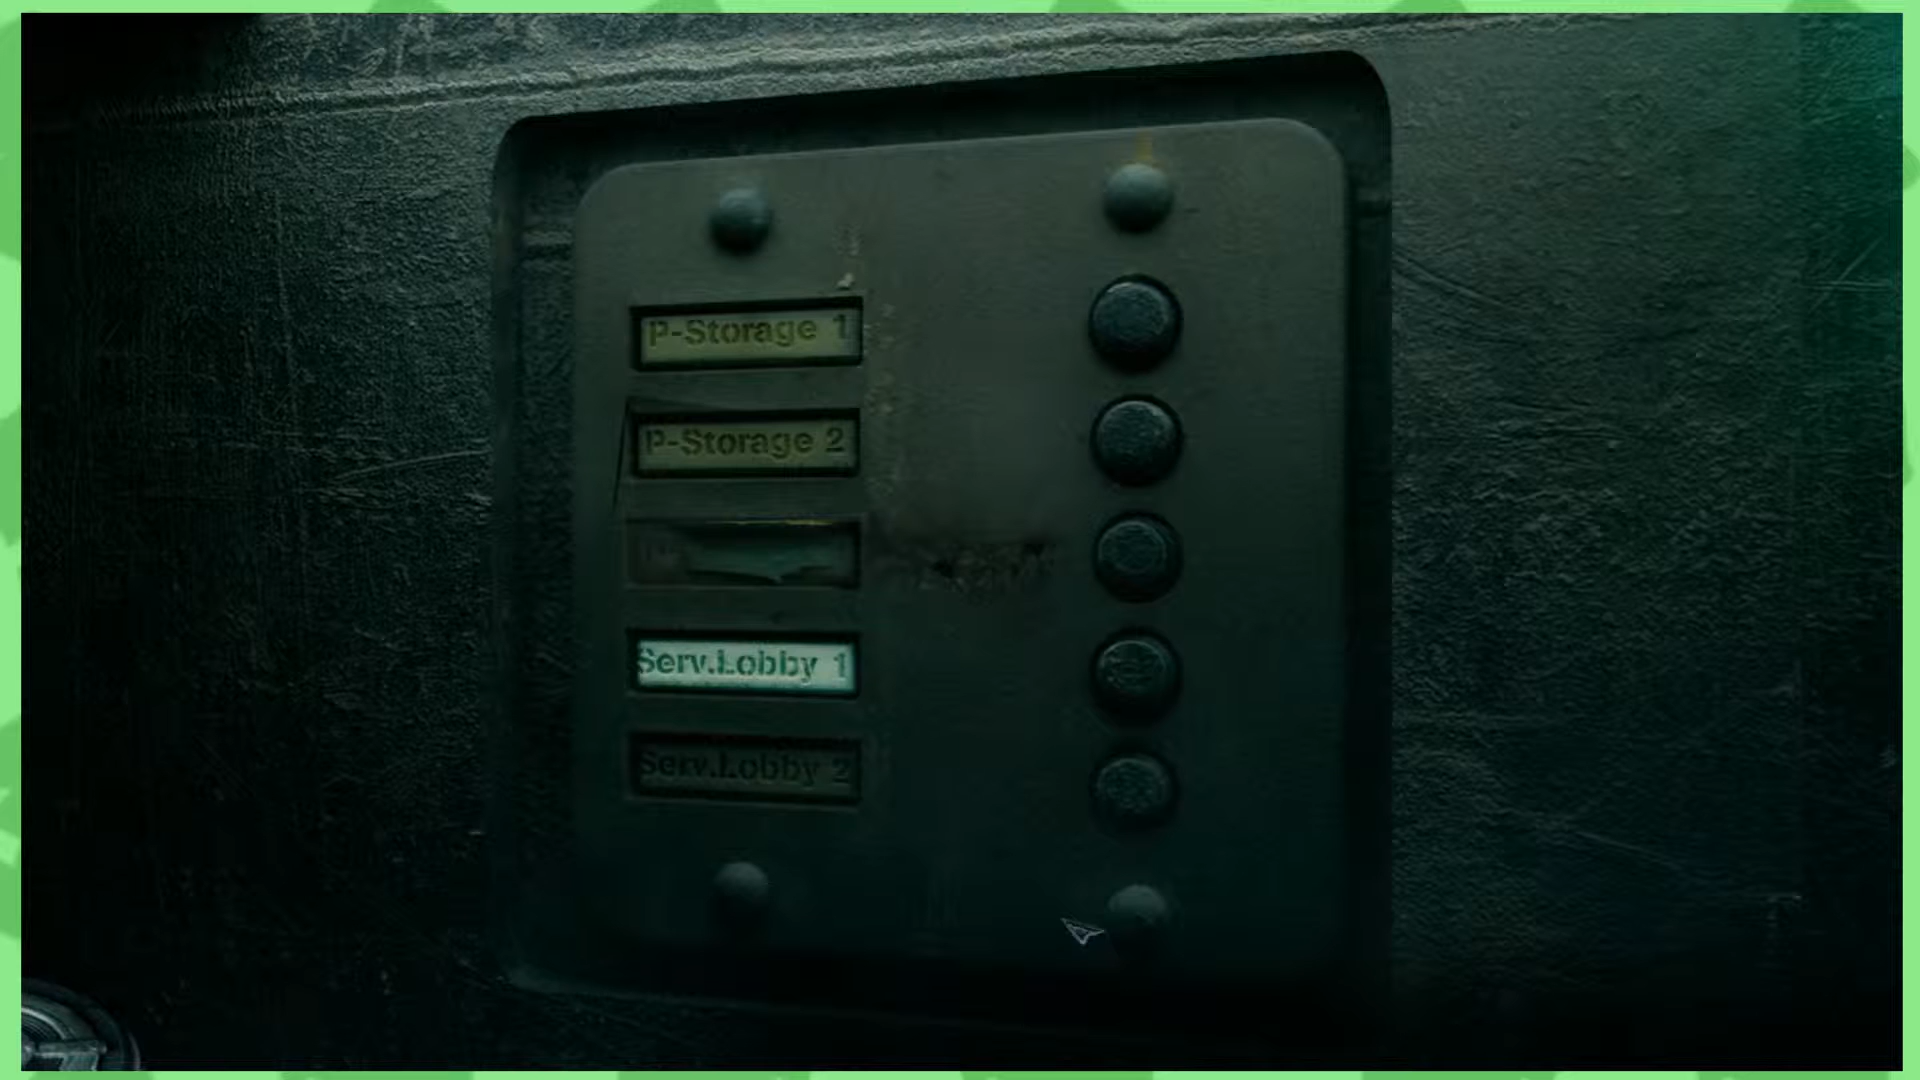 P-Storage 1
P-Storage 2
Serv.Lobby 1
Serv.Lobby 2